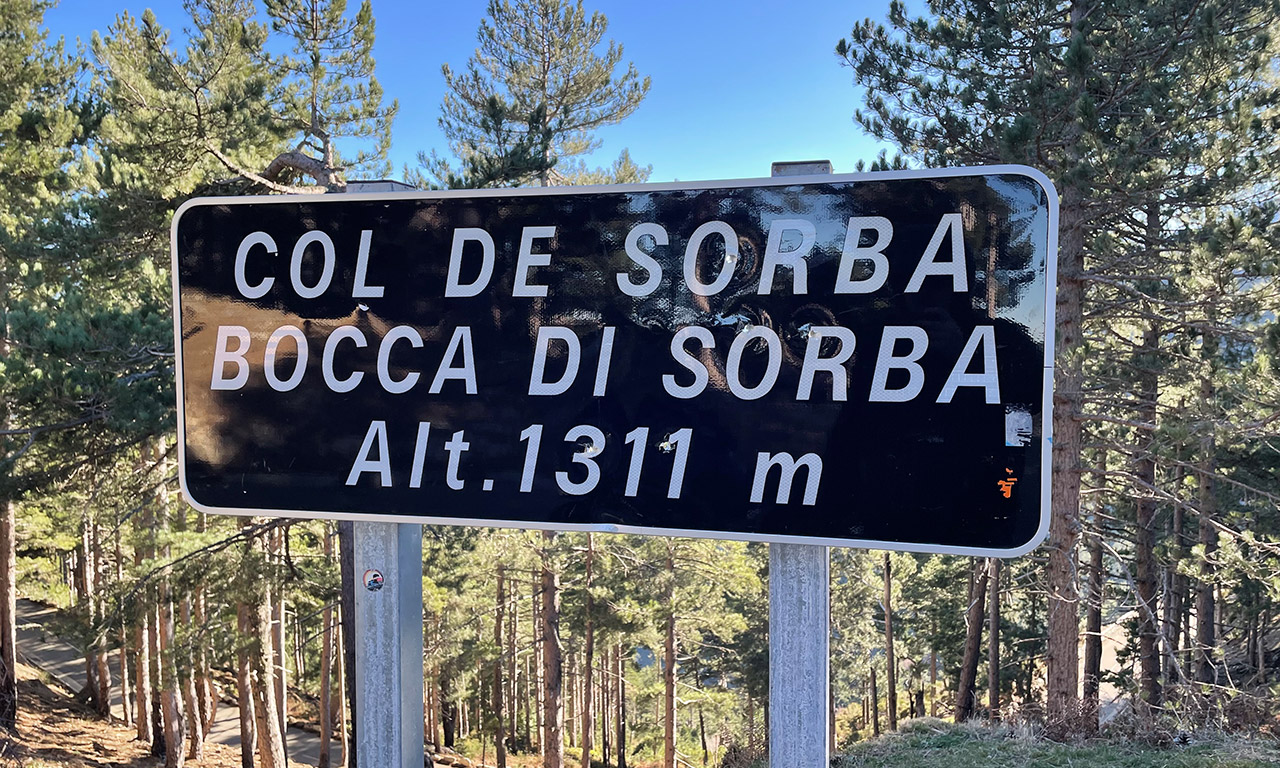 COL DE SORBA
BOCCA DI SORBA
Alt. 1311 m